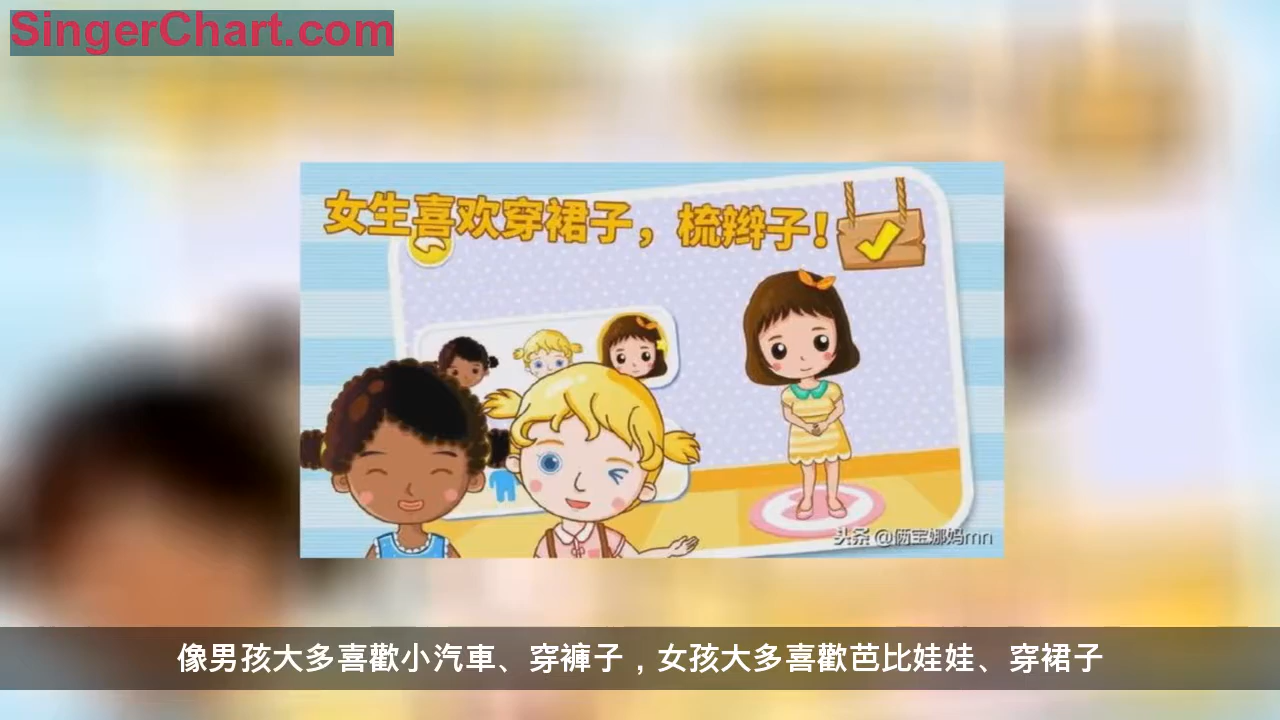 SingerChart.com
女生喜欢穿裙子，梳辫子！
头条 @俩宝娜妈mn
像男孩大多喜歡小汽車、穿褲子，女孩大多喜歡芭比娃娃、穿裙子